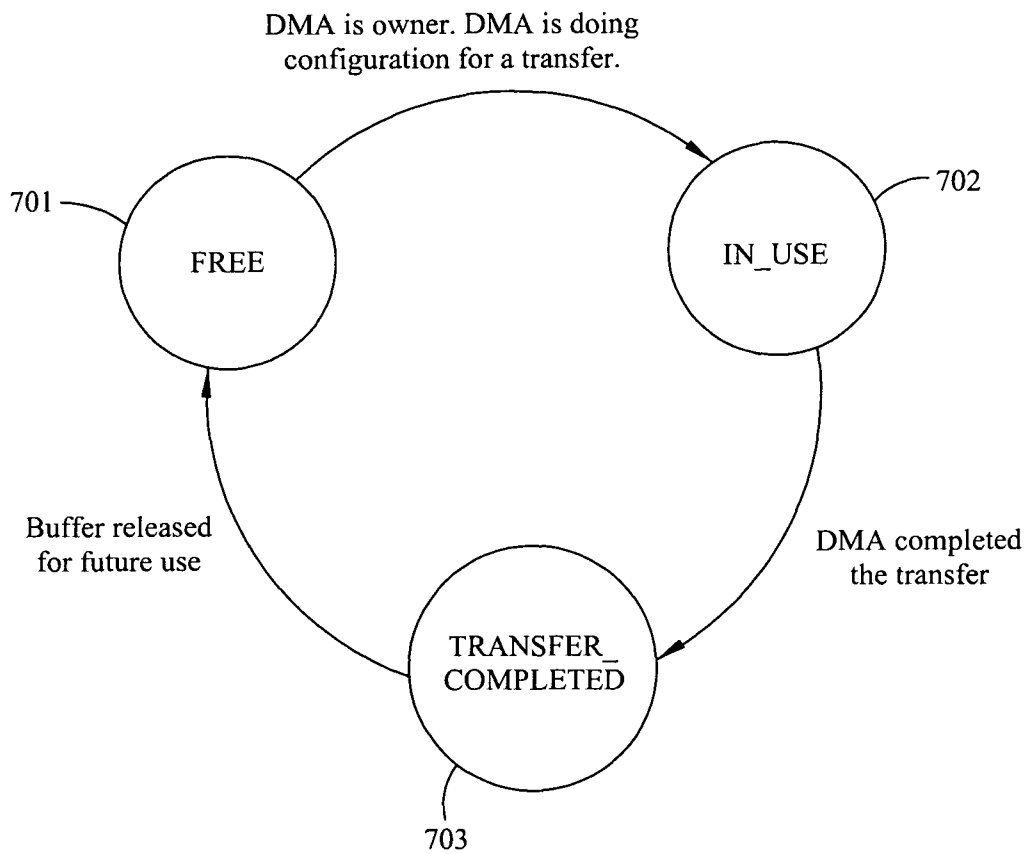 DMA is owner. DMA is doing
configuration for a transfer.
701
702
FREE
IN_USE
Buffer released
for future use
DMA completed
the transfer
TRANSFER_
COMPLETED
703